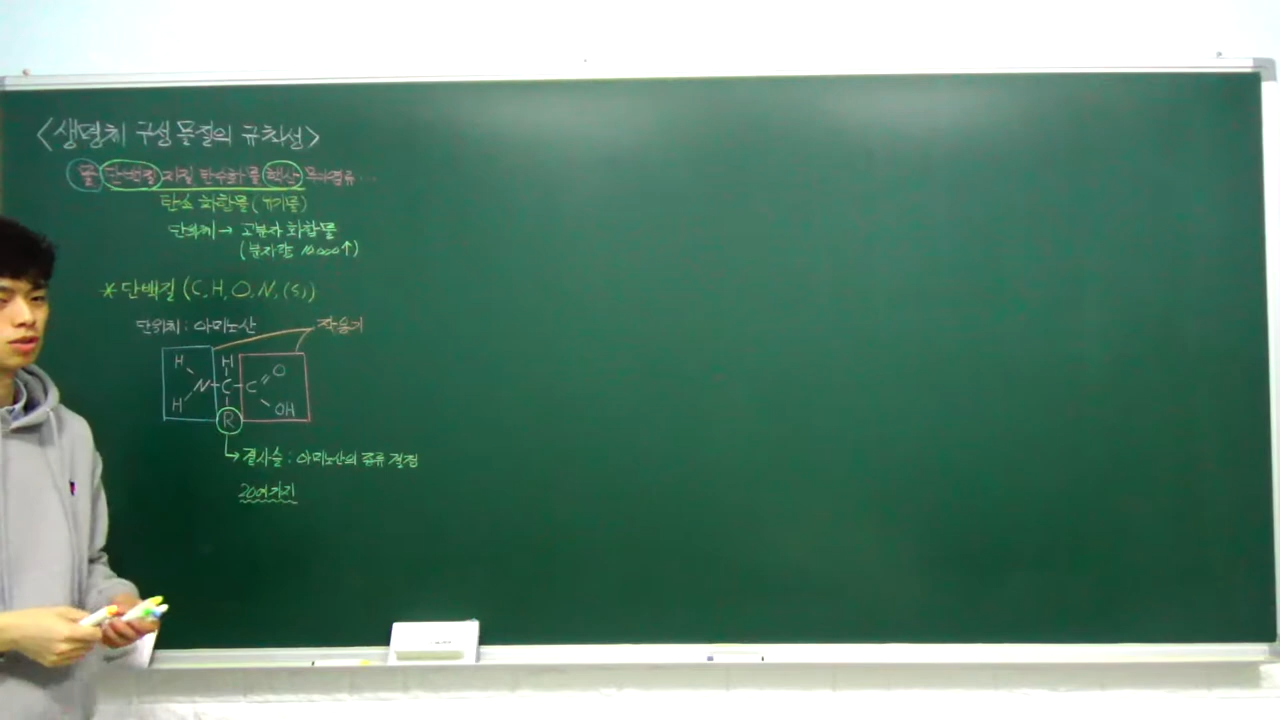 <생명체 구성 물질의 규칙성>
물 단백질 지질 탄수화물 핵산 무기염류 ...
탄소 화합물 (유기물)
단위체 → 고분자 화합물
(분자량 10,000↑)
* 단백질 (C, H, O, N, (S))
단위체 : 아미노산
작용기
H H
N - C - C = O
H OH
R
곁사슬 : 아미노산의 종류 결정
20여가지